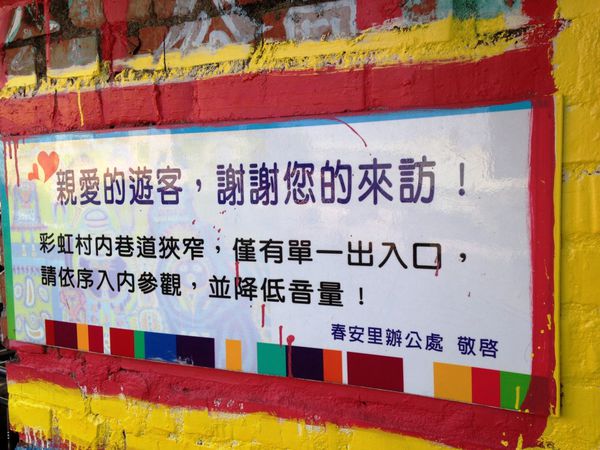 親愛的遊客，謝謝您的來訪！
彩虹村内巷道狹窄，僅有單一出入口，
請依序入內參觀，並降低音量！
春安里辦公處 敬啓